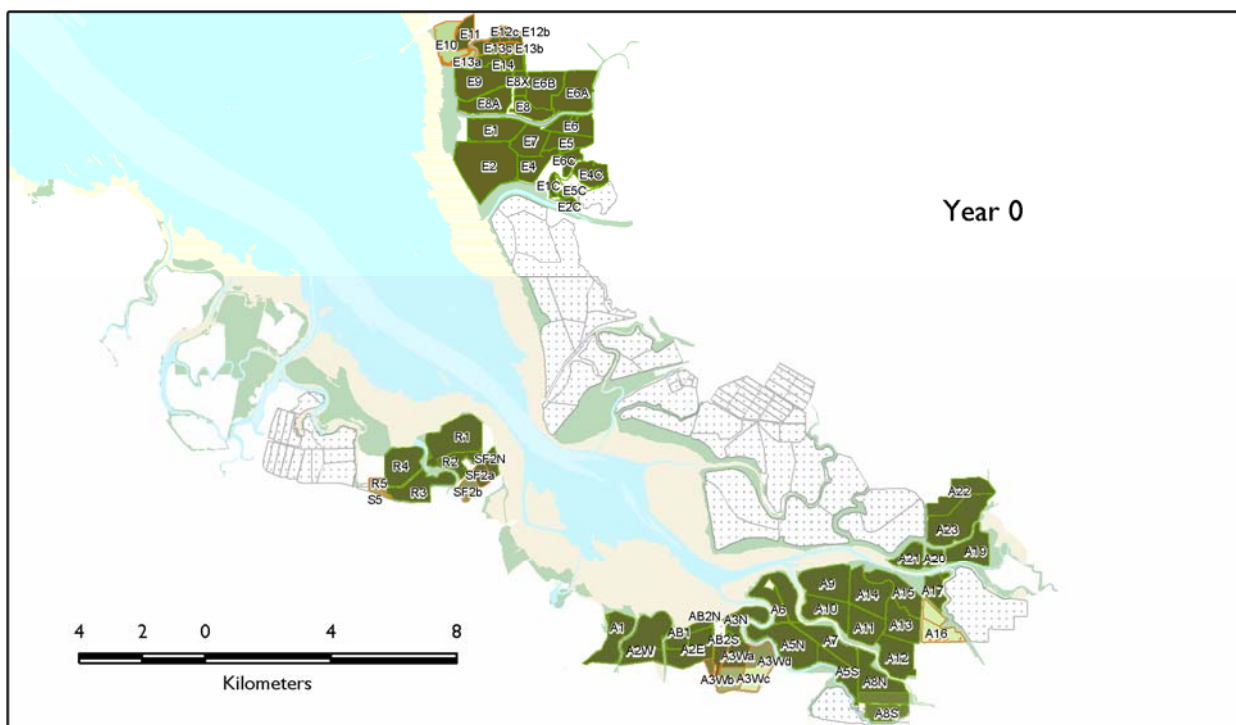 E11
E12c E12b
E10
E13c E13b
E13a
E14
E9
E8X
E6B
E6A
E8A
E8
E1
E6
E7
E5
E2
E4
E6C
E4C
E1C
E5C
E2C
Year 0
R1
R4
R2
SF2N
SF2a
R5
R3
SF2b
S5
A22
A23
A19
A21
A20
A17
A16
A9
A14
A15
A6
A10
A11
A13
AB2N
A3N
A1
AB1
AB2S
A5N
A7
A2W
A2E
A3Wa
A3Wd
A12
A3Wb
A3Wc
A5S
A8N
A8S
4 2 0 4 8
Kilometers